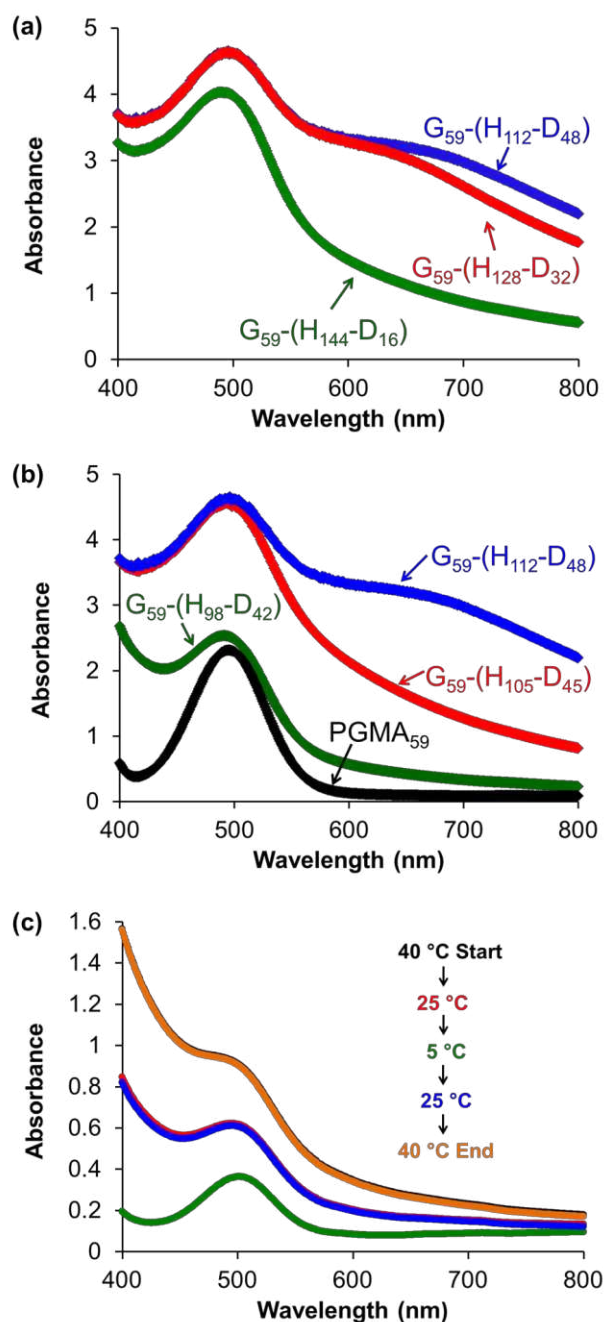 (a)
5
4
3
2
1
0
Absorbance
G₅₉-(H₁₁₂-D₄₈)
G₅₉-(H₁₂₈-D₃₂)
G₅₉-(H₁₄₄-D₁₆)
400 500 600 700 800
Wavelength (nm)
(b)
5
4
3
2
1
0
Absorbance
G₅₉-(H₁₁₂-D₄₈)
G₅₉-(H₉₈-D₄₂)
G₅₉-(H₁₀₅-D₄₅)
PGMA₅₉
400 500 600 700 800
Wavelength (nm)
(c)
1.6
1.4
1.2
1
0.8
0.6
0.4
0.2
0
Absorbance
40 °C Start
25 °C
5 °C
25 °C
40 °C End
400 500 600 700 800
Wavelength (nm)